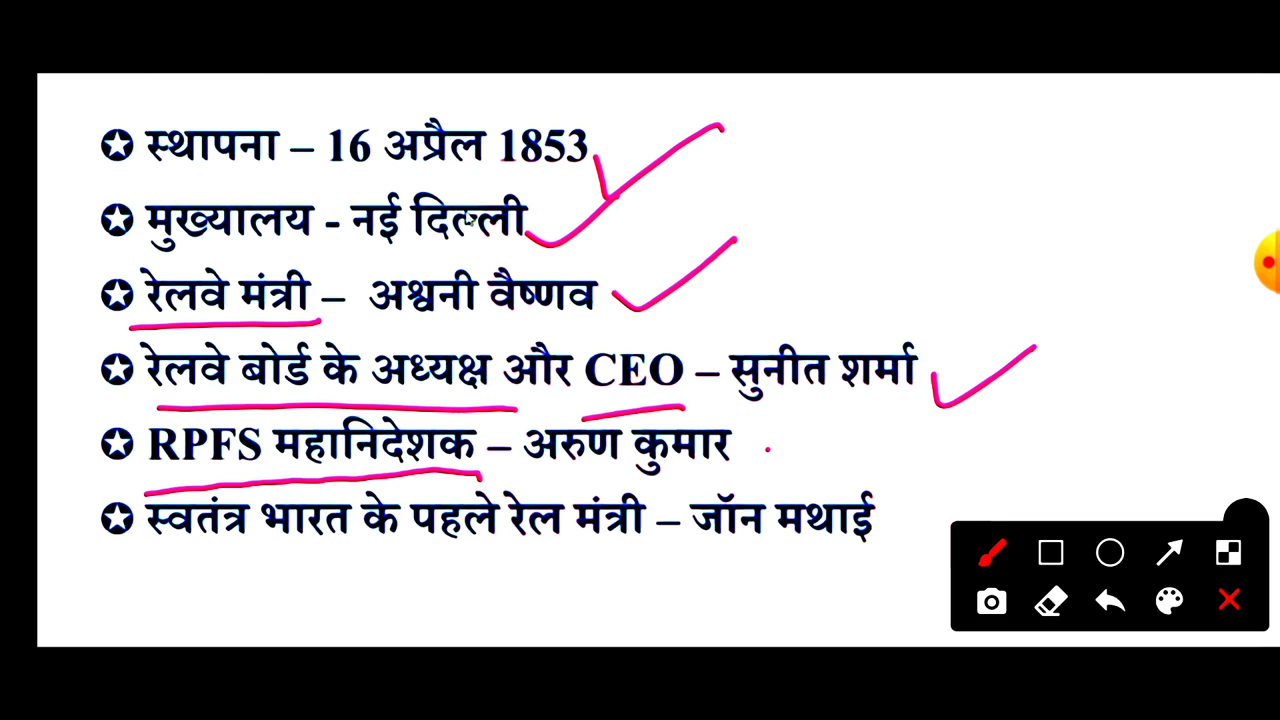 ✪ स्थापना – 16 अप्रैल 1853
✪ मुख्यालय - नई दिल्ली
✪ रेलवे मंत्री – अश्वनी वैष्णव
✪ रेलवे बोर्ड के अध्यक्ष और CEO – सुनीत शर्मा
✪ RPFS महानिदेशक – अरुण कुमार
✪ स्वतंत्र भारत के पहले रेल मंत्री – जॉन मथाई